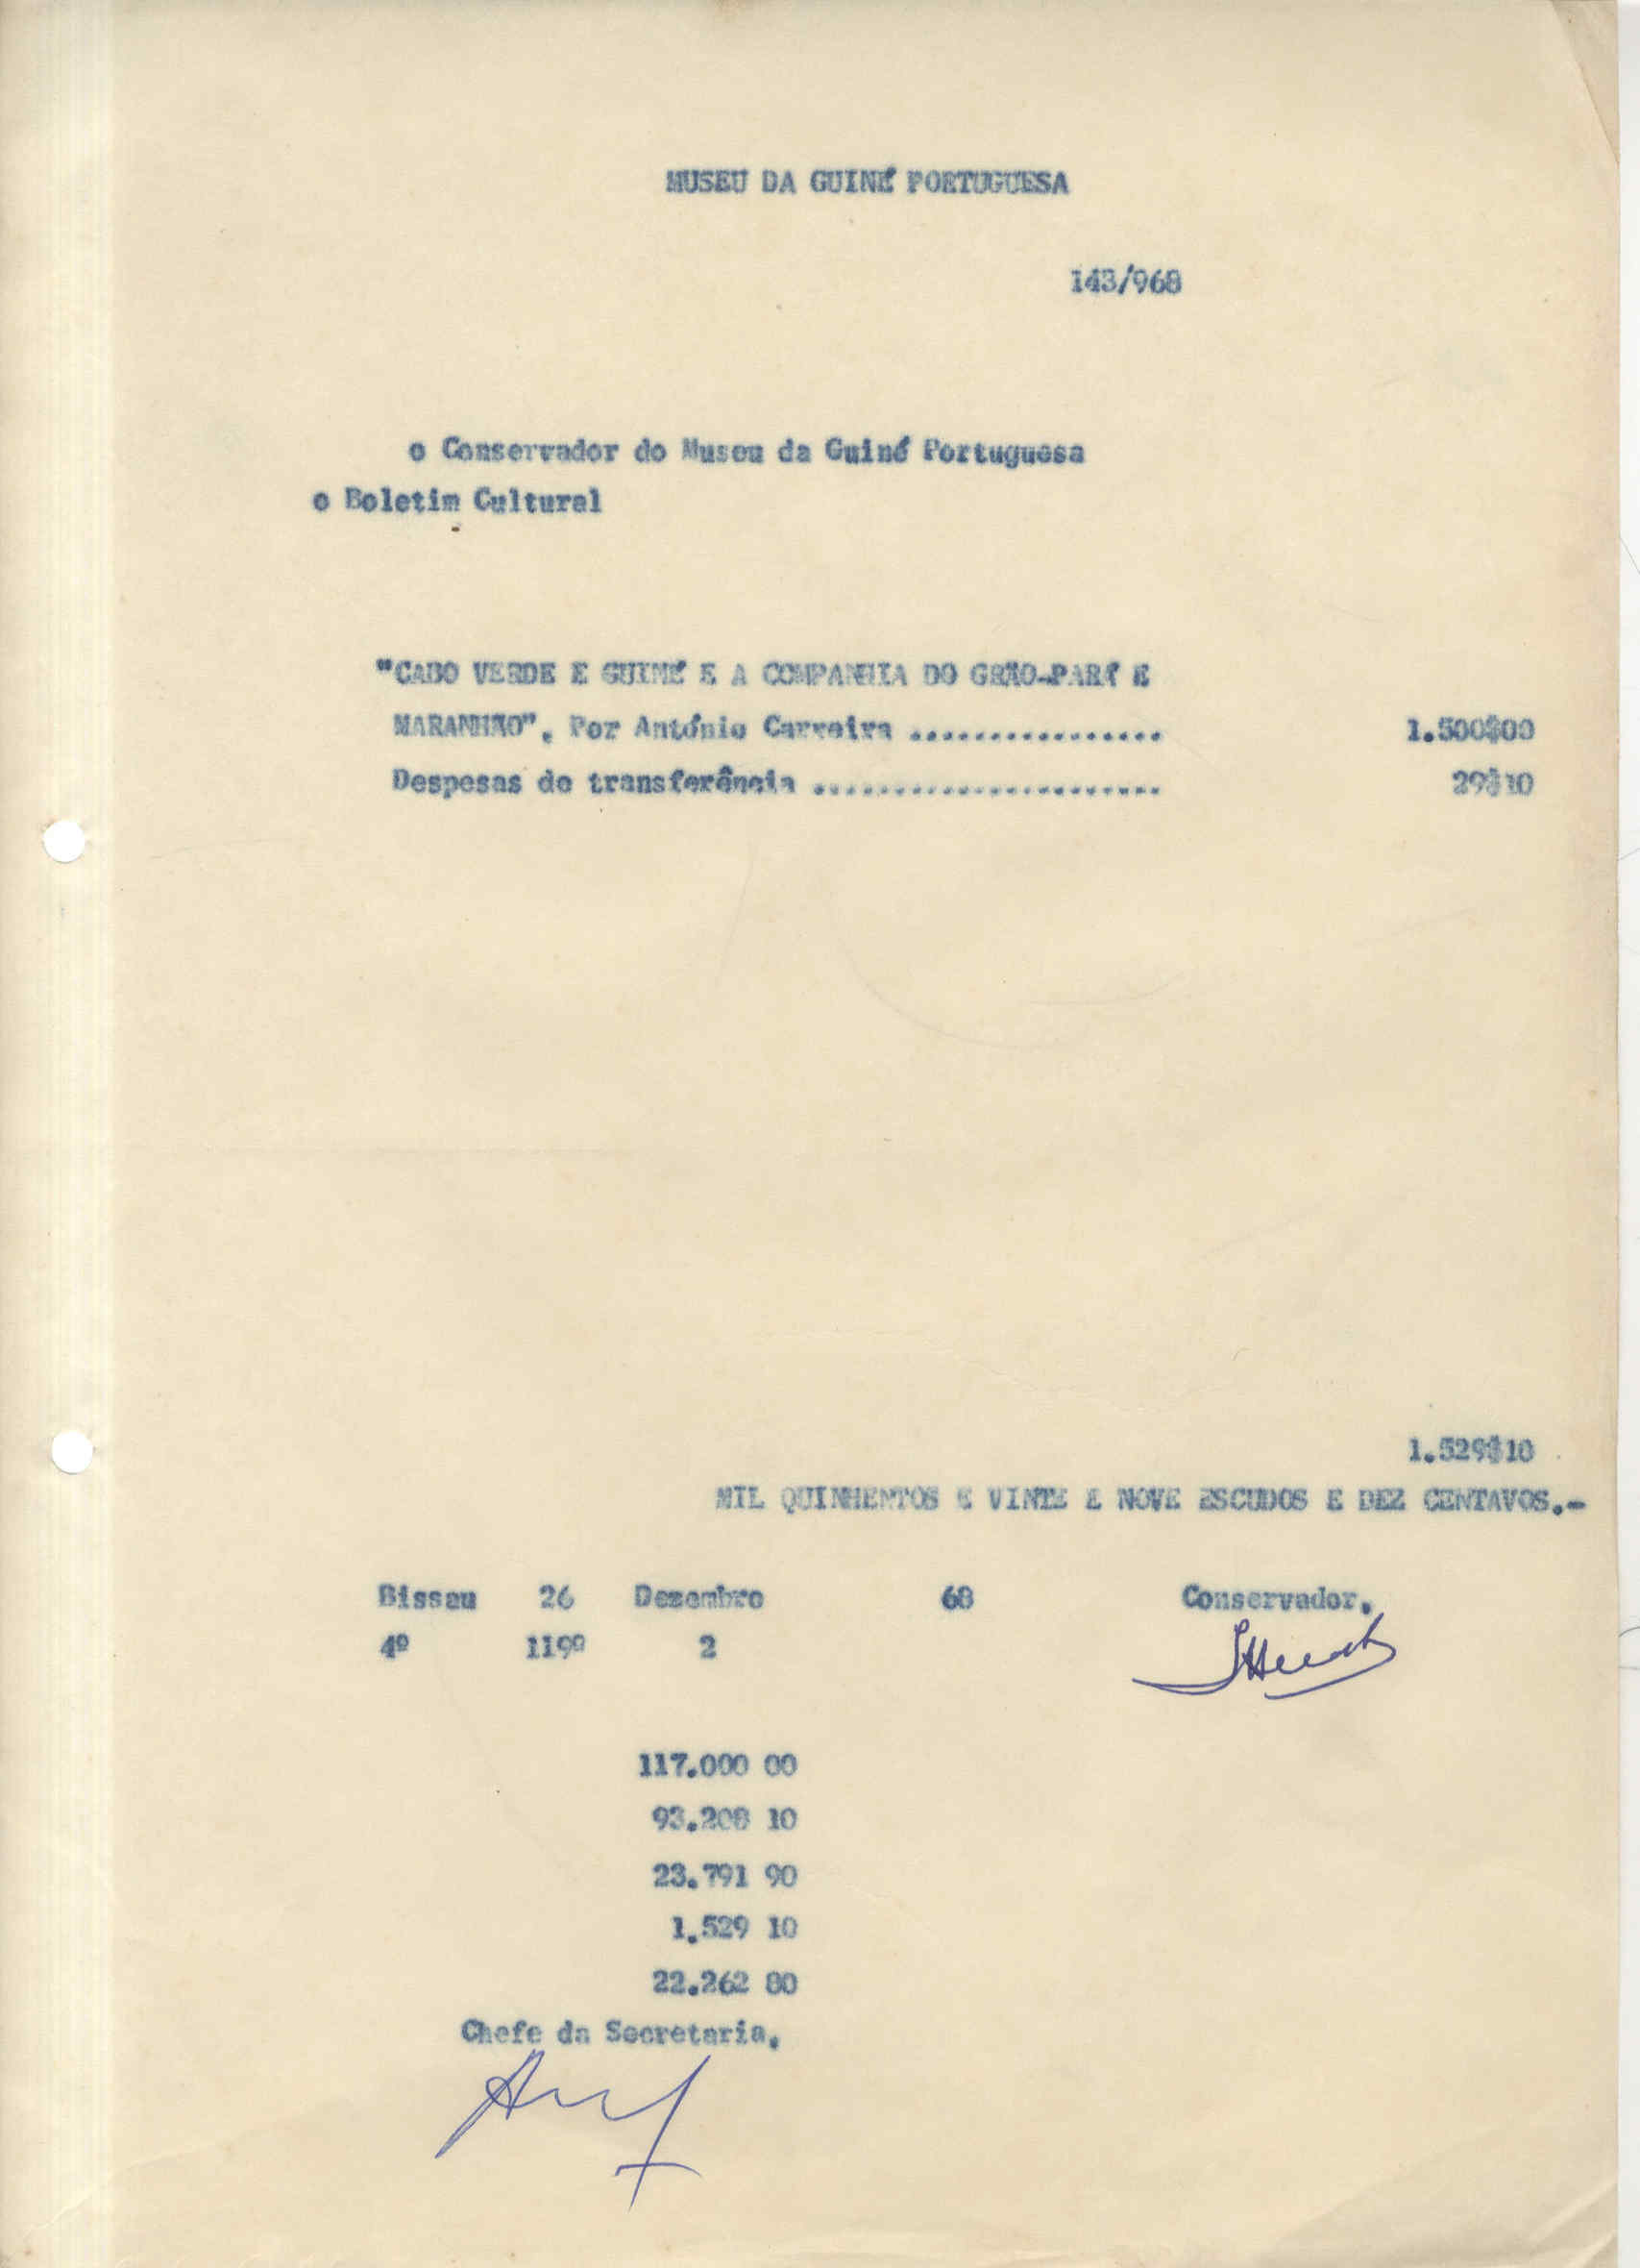 MUSEU DA GUINÉ PORTUGUESA
143/968
o Conservador do Museu da Guiné Portuguesa
o Boletim Cultural
"CABO VERDE E GUINÉ E A COMPANHIA DO GRÃO-PARÁ E
MARANHÃO", Por António Carreira ................ 1.500$00
Despesas de transferência ...................... 29$10
1.529$10
MIL QUINHENTOS E VINTE E NOVE ESCUDOS E DEZ CENTAVOS.-
Bissau 26 Dezembro 68 Conservador,
4º 119º 2
117.000 00
93.208 10
23.791 90
1.529 10
22.262 80
Chefe da Secretaria,